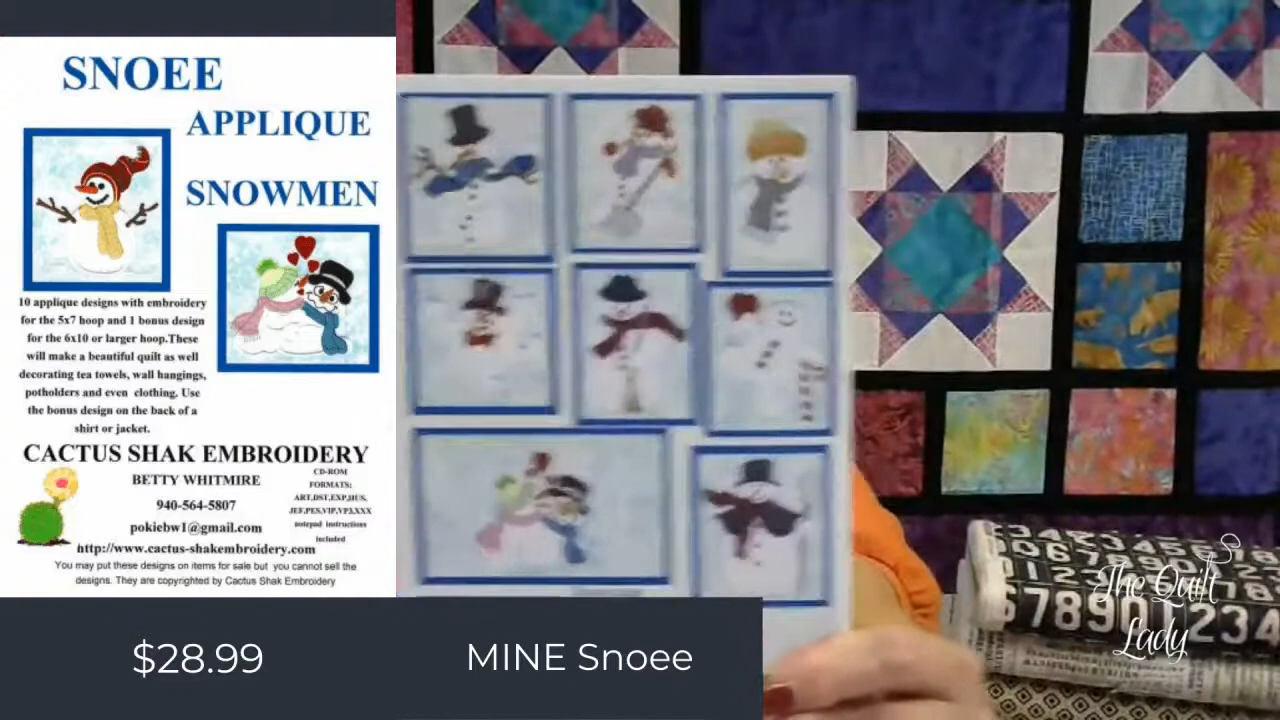 SNOEE
APPLIQUE
SNOWMEN
10 applique designs with embroidery
for the 5x7 hoop and 1 bonus design
for the 6x10 or larger hoop.These
will make a beautiful quilt as well
decorating tea towels, wall hangings,
potholders and even clothing. Use
the bonus design on the back of a
shirt or jacket.
CACTUS SHAK EMBROIDERY
BETTY WHITMIRE
940-564-5807
pokiebw1@gmail.com
http://www.cactus-shakembroidery.com
CD-ROM
FORMATS:
ART,DST,EXP,HUS,
JEF,PES,VIP,VP3,XXX
notepad instructions
included
You may put these designs on items for sale but you cannot sell the
designs. They are copyrighted by Cactus Shak Embroidery
$28.99
MINE Snoee
The Quilt
Lady
78901234